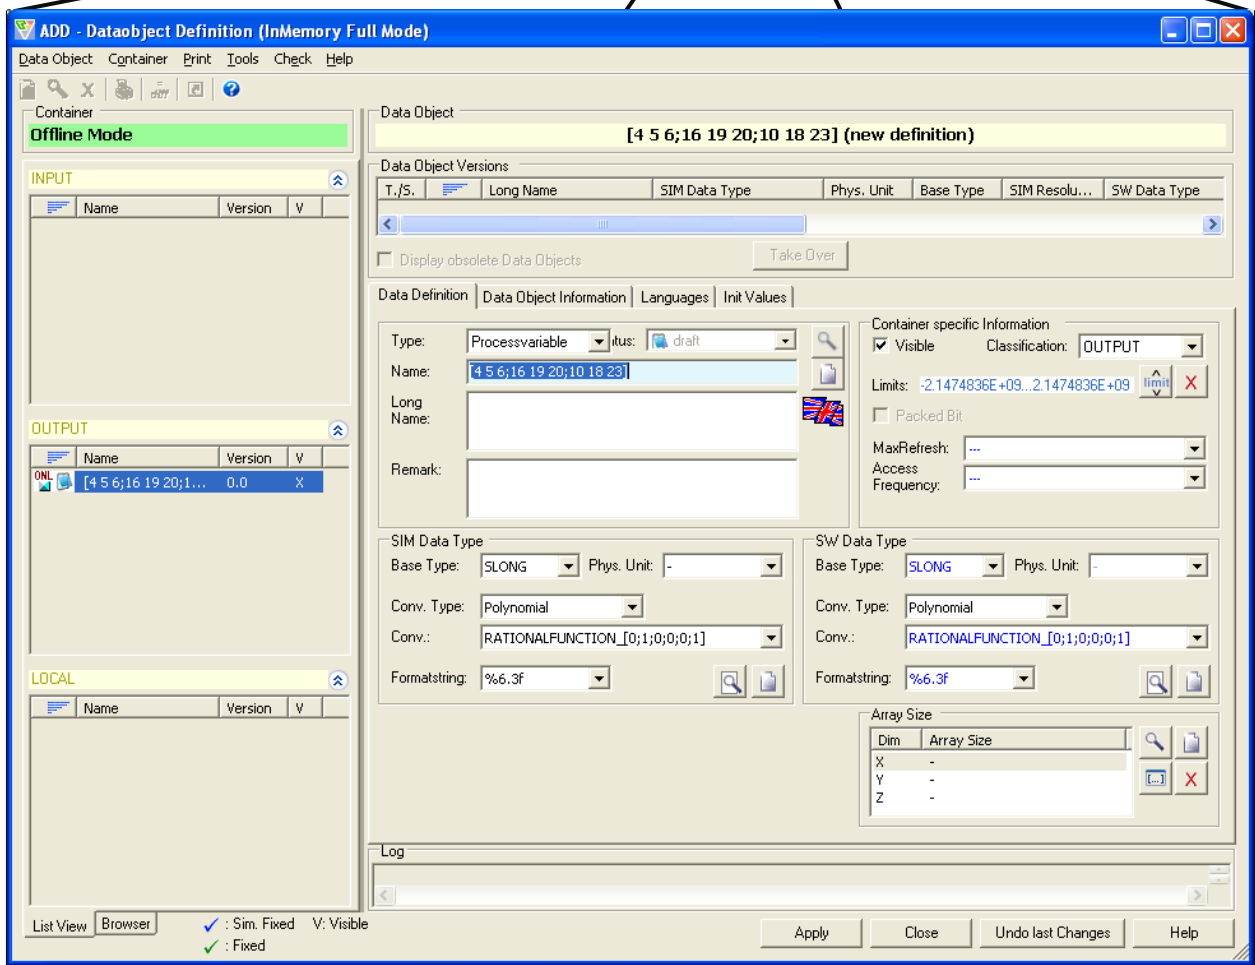 ADD - Dataobject Definition (InMemory Full Mode)
Data Object Container Print Tools Check Help
Container
Offline Mode
INPUT
Name Version V
OUTPUT
Name Version V
ONL [4 5 6;16 19 20;1... 0.0 X
LOCAL
Name Version V
List View Browser
: Sim. Fixed V: Visible
: Fixed
Data Object
[4 5 6;16 19 20;10 18 23] (new definition)
Data Object Versions
T./S. Long Name SIM Data Type Phys. Unit Base Type SIM Resolu... SW Data Type
Display obsolete Data Objects Take Over
Data Definition Data Object Information Languages Init Values
Type: Processvariable itus: draft
Name: [4 5 6;16 19 20;10 18 23]
Long
Name:
Remark:
Container specific Information
Visible Classification: OUTPUT
Limits: -2.1474836E+09...2.1474836E+09 limit X
Packed Bit
MaxRefresh: ---
Access
Frequency: ---
SIM Data Type
Base Type: SLONG Phys. Unit: -
Conv. Type: Polynomial
Conv.: RATIONALFUNCTION_[0;1;0;0;0;1]
Formatstring: %6.3f
SW Data Type
Base Type: SLONG Phys. Unit: -
Conv. Type: Polynomial
Conv.: RATIONALFUNCTION_[0;1;0;0;0;1]
Formatstring: %6.3f
Array Size
Dim Array Size
X -
Y -
Z -
[...] X
Log
Apply Close Undo last Changes Help